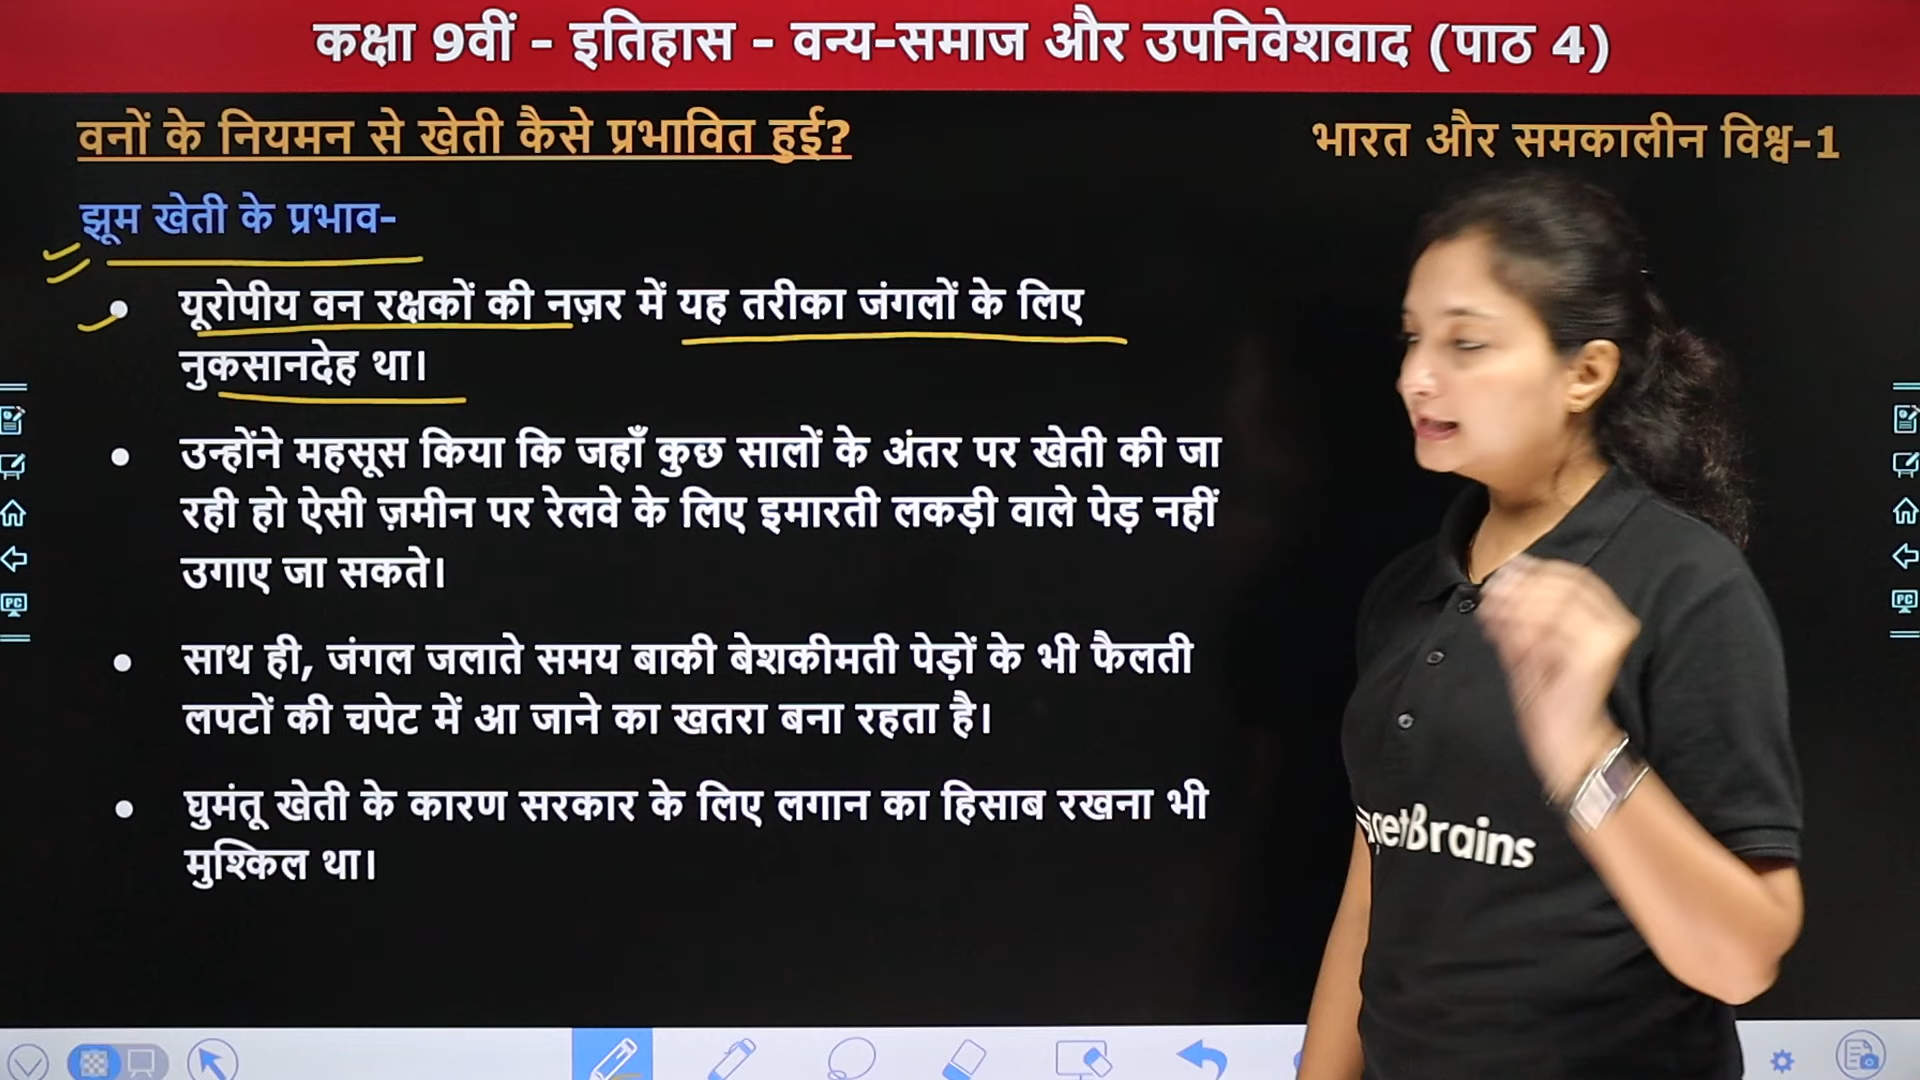 कक्षा 9वीं - इतिहास - वन्य-समाज और उपनिवेशवाद (पाठ 4)
वनों के नियमन से खेती कैसे प्रभावित हुई?
भारत और समकालीन विश्व-1
झूम खेती के प्रभाव-
• यूरोपीय वन रक्षकों की नज़र में यह तरीका जंगलों के लिए
नुकसानदेह था।
• उन्होंने महसूस किया कि जहाँ कुछ सालों के अंतर पर खेती की जा
रही हो ऐसी ज़मीन पर रेलवे के लिए इमारती लकड़ी वाले पेड़ नहीं
उगाए जा सकते।
• साथ ही, जंगल जलाते समय बाकी बेशकीमती पेड़ों के भी फैलती
लपटों की चपेट में आ जाने का खतरा बना रहता है।
• घुमंतू खेती के कारण सरकार के लिए लगान का हिसाब रखना भी
मुश्किल था।
PC
PC